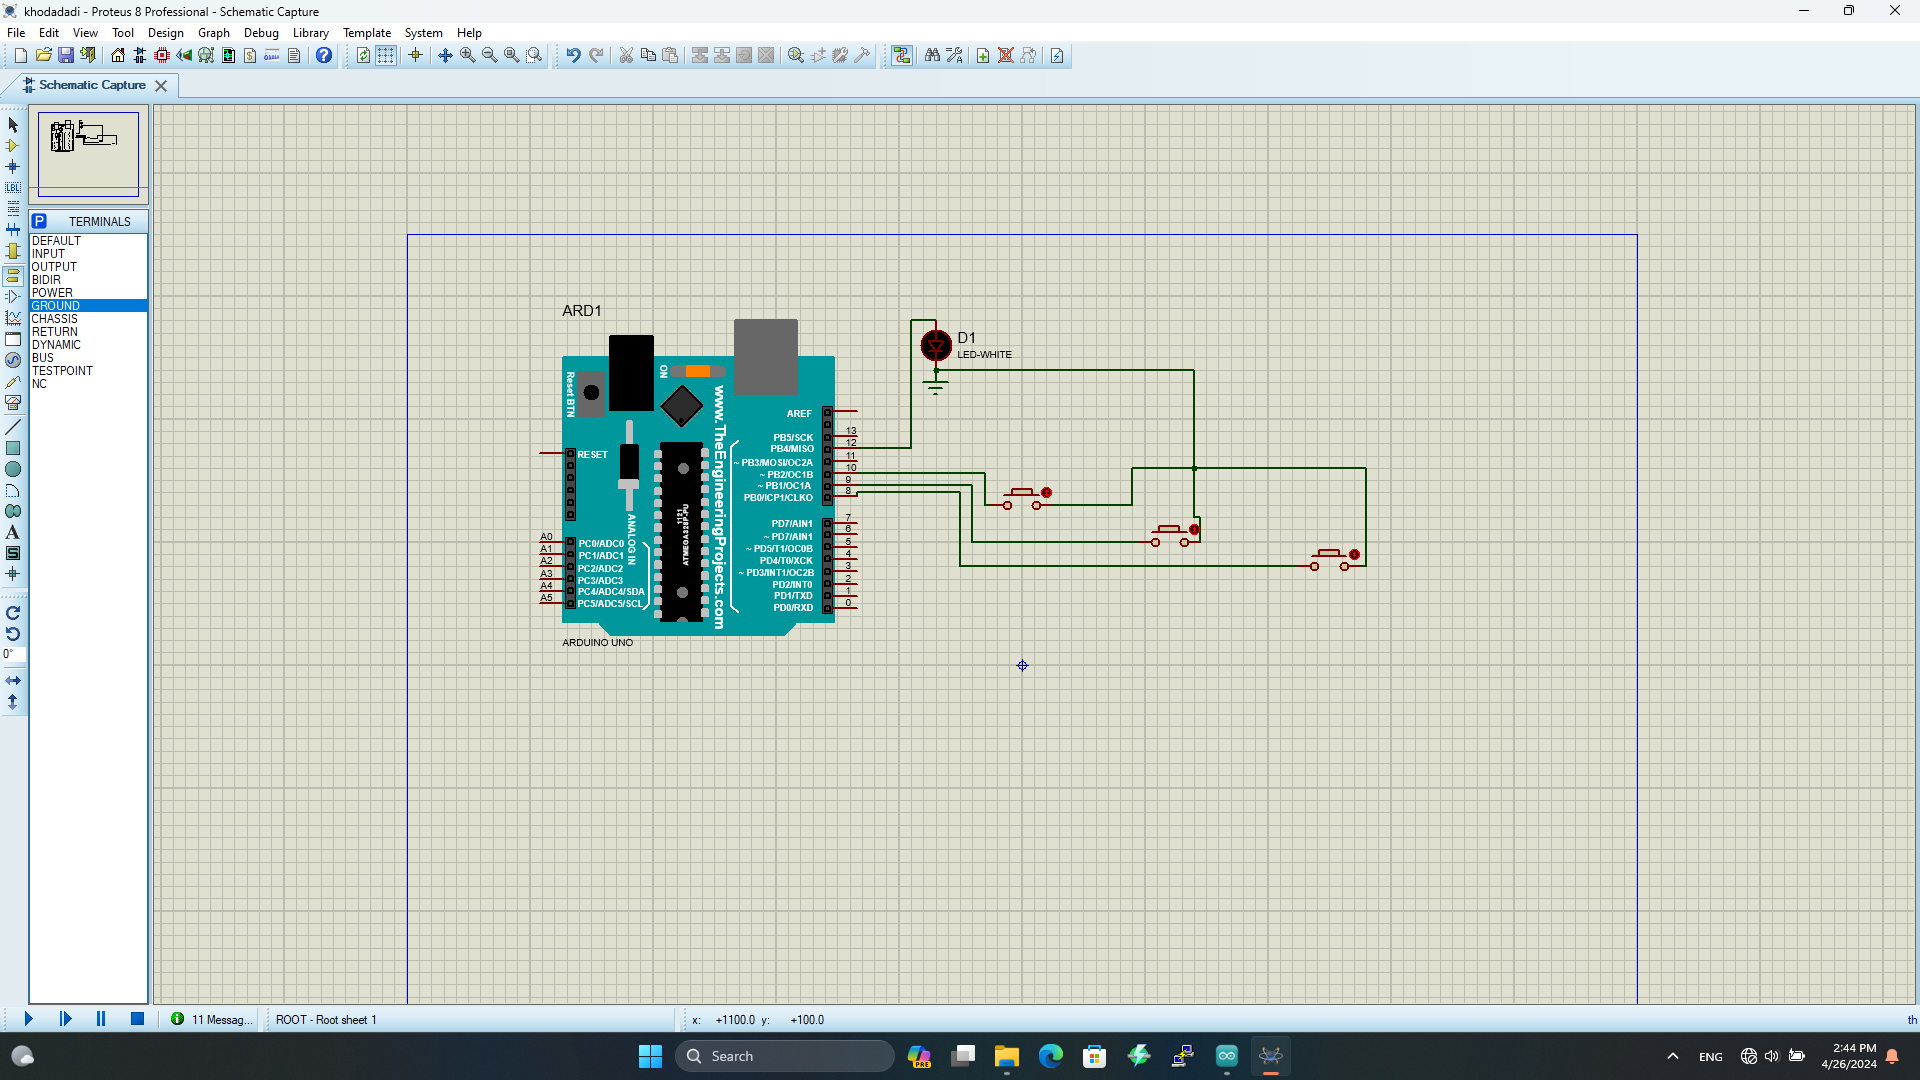 khodadadi - Proteus 8 Professional - Schematic Capture
File Edit View Tool Design Graph Debug Library Template System Help
Schematic Capture
TERMINALS
DEFAULT
INPUT
OUTPUT
BIDIR
POWER
GROUND
CHASSIS
RETURN
DYNAMIC
BUS
TESTPOINT
NC
LBL
0°
ARD1
D1
LED-WHITE
Reset BTN
ON
www.TheEngineeringProjects.com
ANALOG IN
1121
ATMEGA328P-PU
RESET
AREF
PB5/SCK 13
PB4/MISO 12
~ PB3/MOSI/OC2A 11
~ PB2/OC1B 10
~ PB1/OC1A 9
PB0/ICP1/CLKO 8
PD7/AIN1 7
~ PD7/AIN1 6
~ PD5/T1/OC0B 5
PD4/T0/XCK 4
~ PD3/INT1/OC2B 3
PD2/INT0 2
PD1/TXD 1
PD0/RXD 0
A0 PC0/ADC0
A1 PC1/ADC1
A2 PC2/ADC2
A3 PC3/ADC3
A4 PC4/ADC4/SDA
A5 PC5/ADC5/SCL
ARDUINO UNO
11 Messag...
ROOT - Root sheet 1
x: +1100.0 y: +100.0
th
Search
PRE
ENG
2:44 PM
4/26/2024